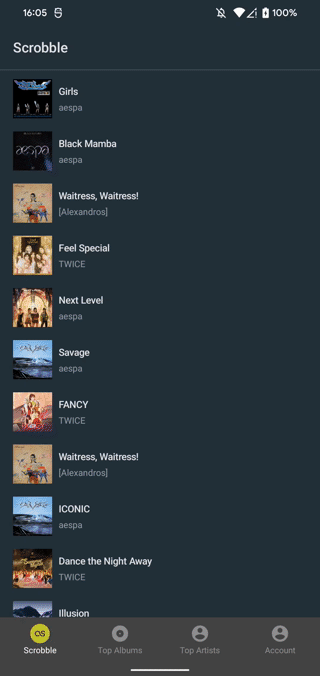 16:05
100%
Scrobble
Girls
aespa
Black Mamba
aespa
Waitress, Waitress!
[Alexandros]
Feel Special
TWICE
Next Level
aespa
Savage
aespa
FANCY
TWICE
Waitress, Waitress!
[Alexandros]
ICONIC
aespa
Dance the Night Away
TWICE
Illusion
Scrobble
Top Albums
Top Artists
Account